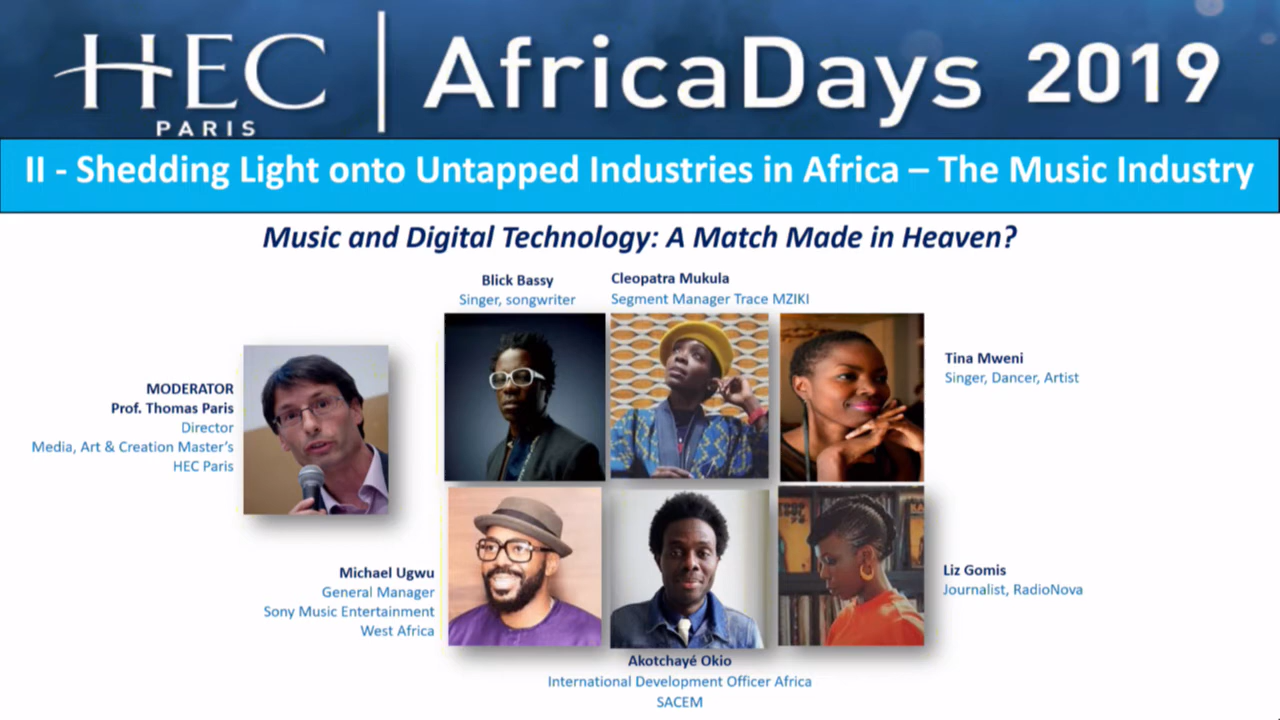 HEC
PARIS
AfricaDays 2019
II - Shedding Light onto Untapped Industries in Africa – The Music Industry
Music and Digital Technology: A Match Made in Heaven?
Blick Bassy
Singer, songwriter
Cleopatra Mukula
Segment Manager Trace MZIKI
Tina Mweni
Singer, Dancer, Artist
MODERATOR
Prof. Thomas Paris
Director
Media, Art & Creation Master's
HEC Paris
Michael Ugwu
General Manager
Sony Music Entertainment
West Africa
Liz Gomis
Journalist, RadioNova
Akotchayé Okio
International Development Officer Africa
SACEM